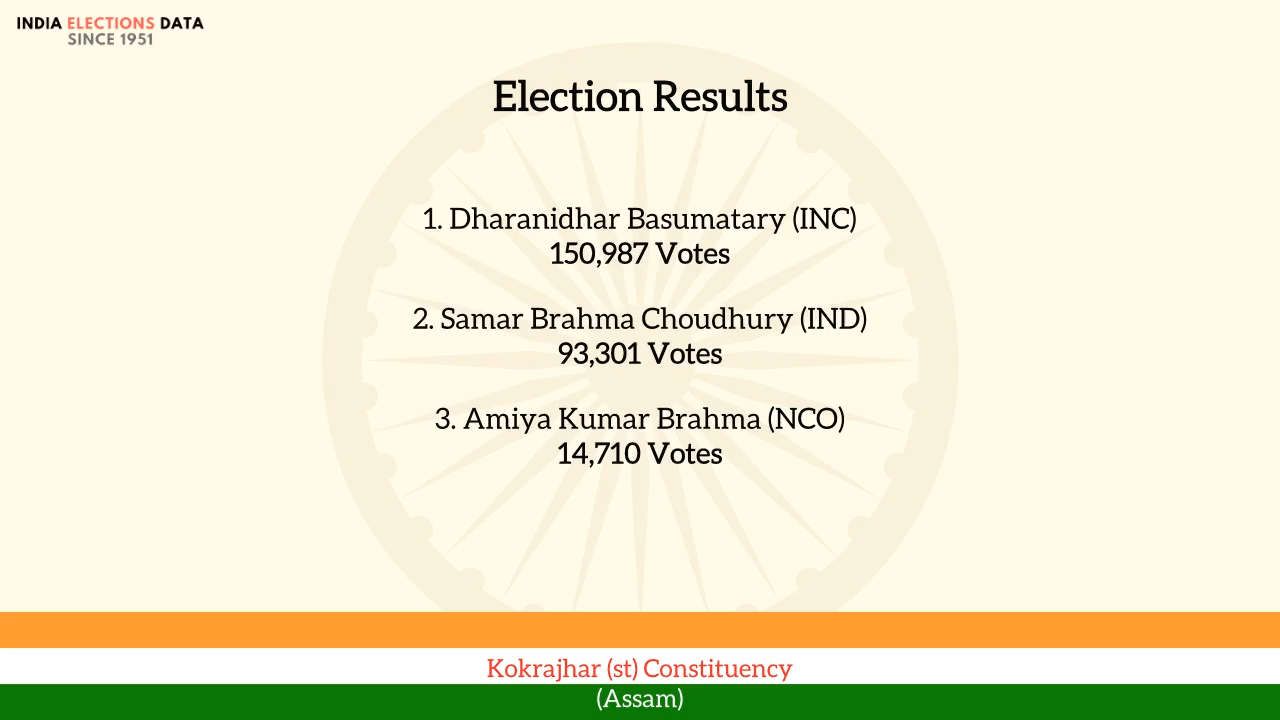 INDIA ELECTIONS DATA
SINCE 1951
Election Results
1. Dharanidhar Basumatary (INC)
150,987 Votes
2. Samar Brahma Choudhury (IND)
93,301 Votes
3. Amiya Kumar Brahma (NCO)
14,710 Votes
Kokrajhar (st) Constituency
(Assam)